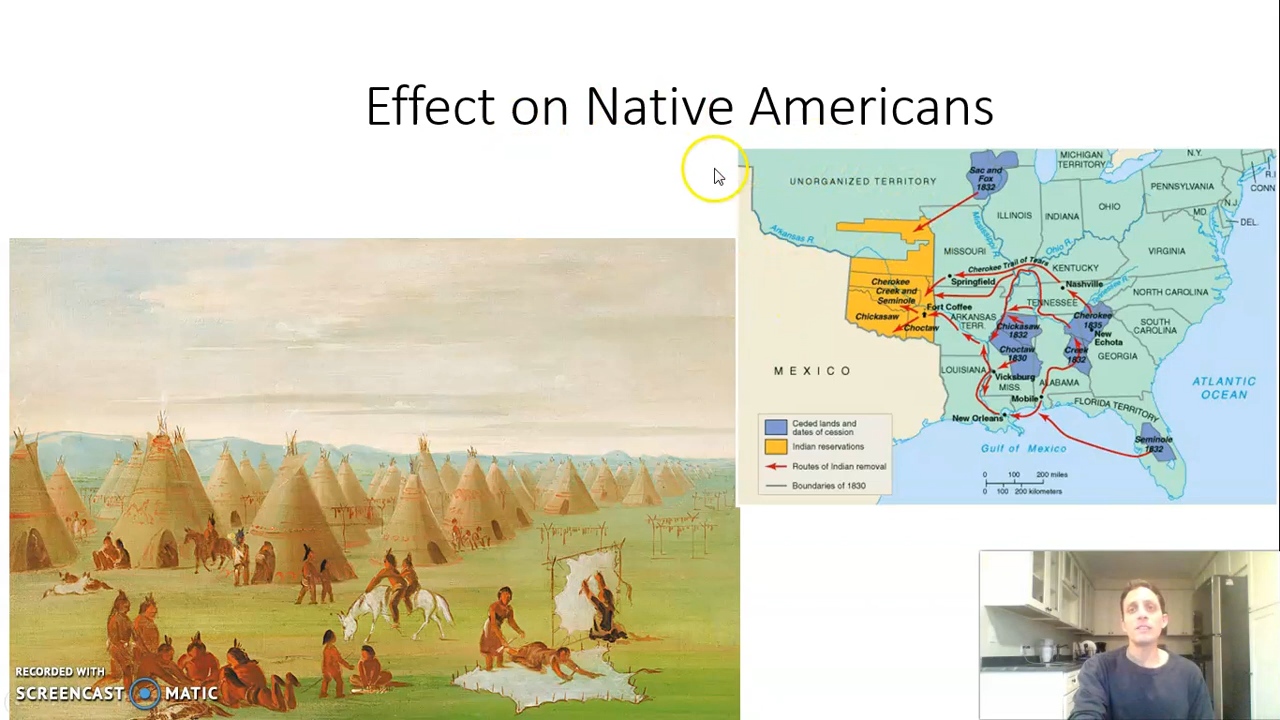 Effect on Native Americans
MICHIGAN
TERRITORY
N.Y.
Sac and
Fox
1832
UNORGANIZED TERRITORY
PENNSYLVANIA
R.I
CONN
N.J.
ILLINOIS
INDIANA
OHIO
MD.
DEL.
Arkansas R.
Mississippi R.
MISSOURI
Ohio R.
VIRGINIA
Cherokee Trail of Tears
KENTUCKY
Springfield
Nashville
Cherokee
Creek and
Seminole
Tennessee R.
NORTH CAROLINA
TENNESSEE
Fort Coffee
Chickasaw
Choctaw
ARKANSAS
TERR.
Chickasaw
1832
Cherokee
1835
New
Echota
SOUTH
CAROLINA
Choctaw
1830
Creek
1832
GEORGIA
MEXICO
LOUISIANA
Vicksburg
MISS.
ALABAMA
ATLANTIC
OCEAN
Mobile
FLORIDA TERRITORY
New Orleans
Seminole
1832
Gulf of Mexico
Ceded lands and
dates of cession
Indian reservations
Routes of Indian removal
Boundaries of 1830
0 100 200 miles
0 100 200 kilometers
RECORDED WITH
SCREENCAST MATIC